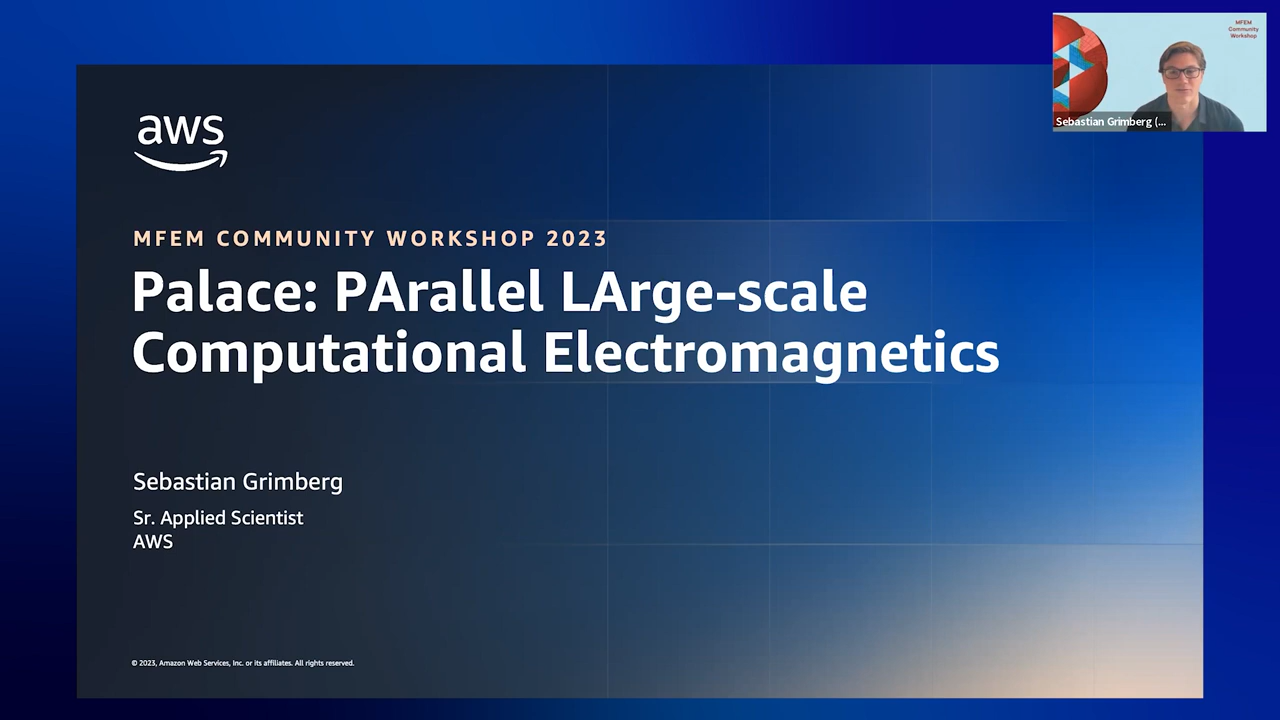 MFEM
Community
Workshop
Sebastian Grimberg (...
aws
MFEM COMMUNITY WORKSHOP 2023
Palace: PArallel LArge-scale
Computational Electromagnetics
Sebastian Grimberg
Sr. Applied Scientist
AWS
© 2023, Amazon Web Services, Inc. or its affiliates. All rights reserved.